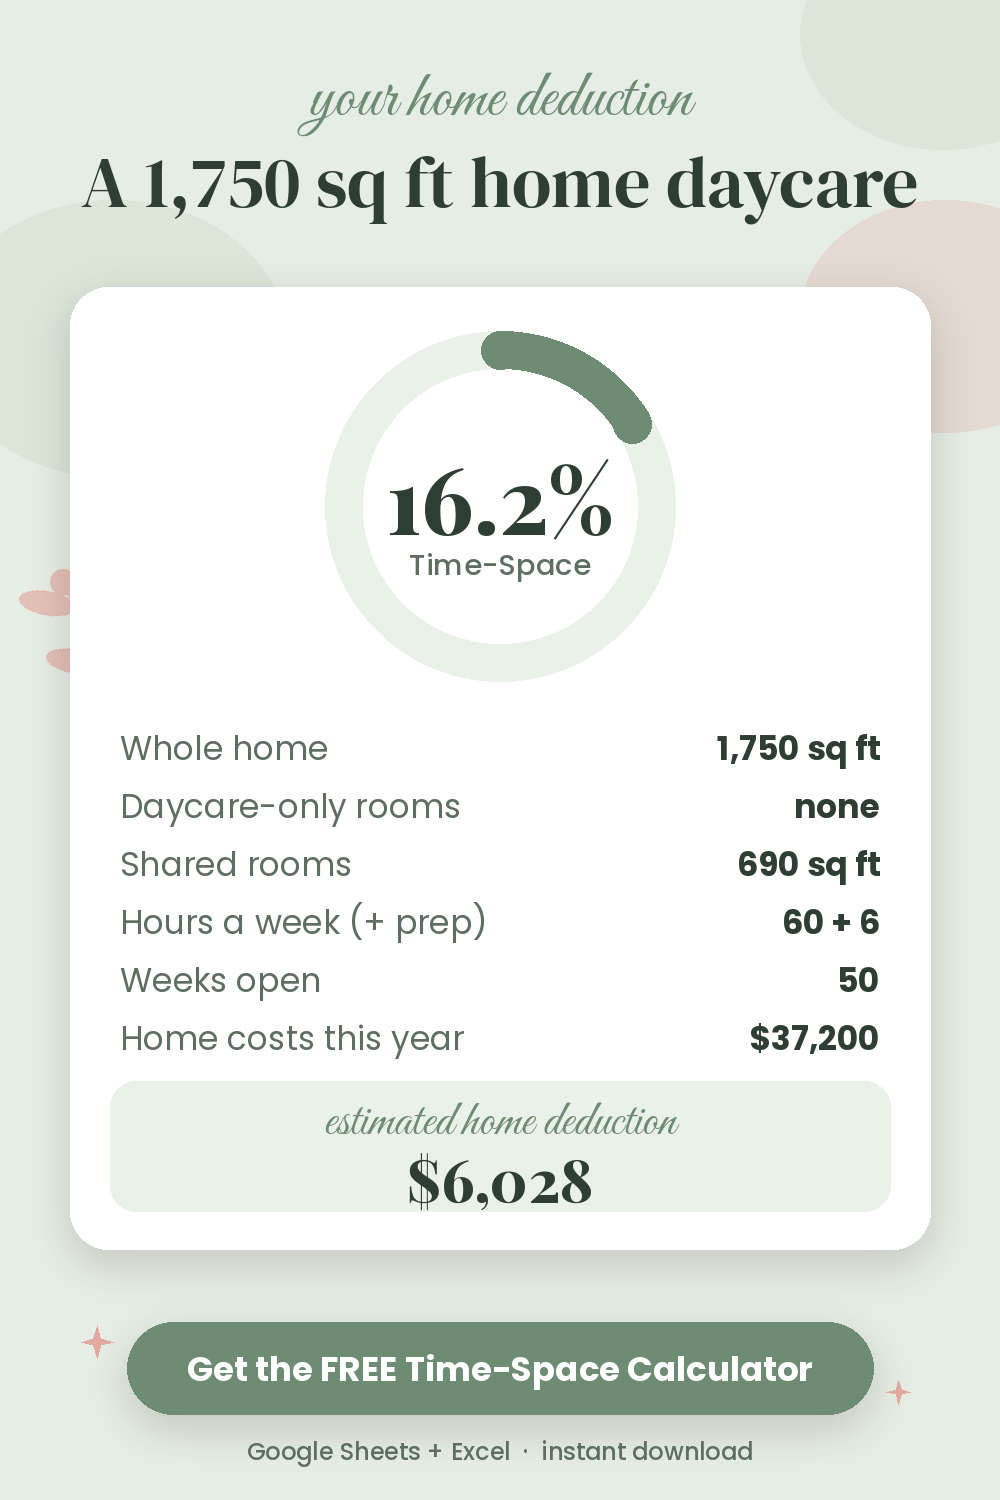 your home deduction
A 1,750 sq ft home daycare
16.2%
Time-Space
Whole home 1,750 sq ft
Daycare-only rooms none
Shared rooms 690 sq ft
Hours a week (+ prep) 60 + 6
Weeks open 50
Home costs this year $37,200
estimated home deduction
$6,028
Get the FREE Time-Space Calculator
Google Sheets + Excel · instant download